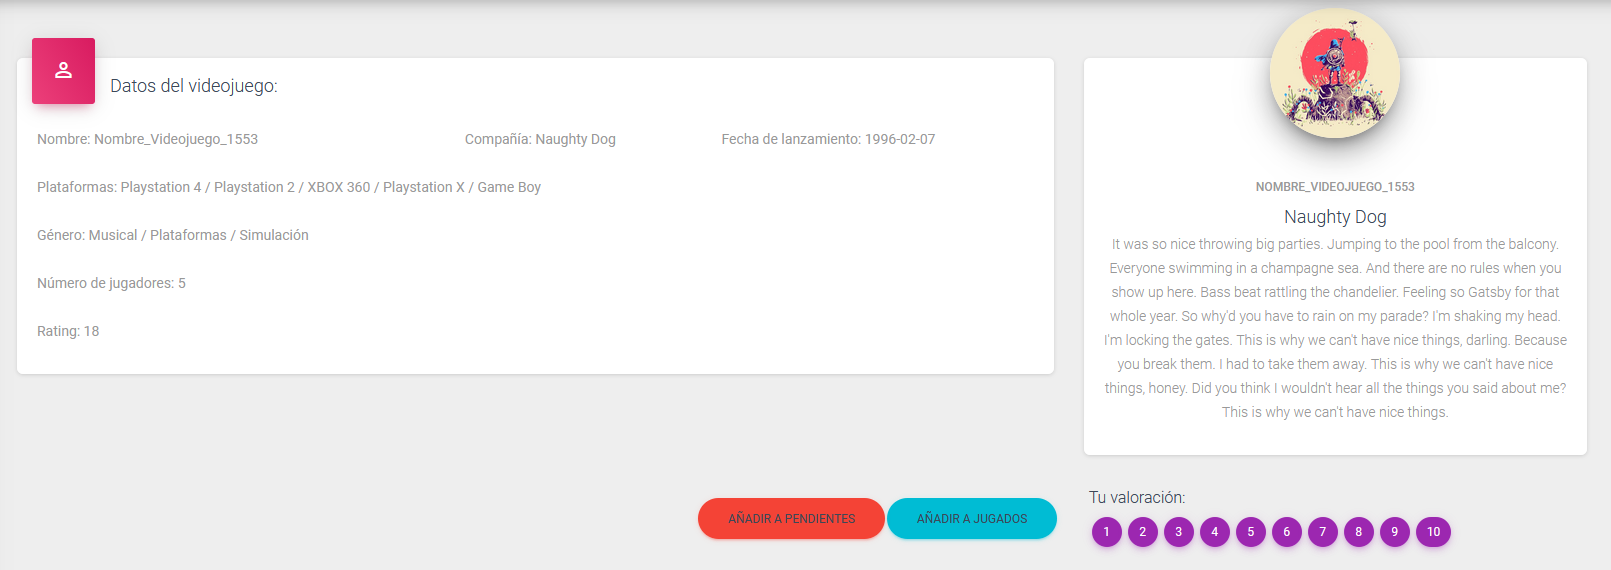 Datos del videojuego:
Nombre: Nombre_Videojuego_1553 Compañía: Naughty Dog Fecha de lanzamiento: 1996-02-07
Plataformas: Playstation 4 / Playstation 2 / XBOX 360 / Playstation X / Game Boy
Género: Musical / Plataformas / Simulación
Número de jugadores: 5
Rating: 18
AÑADIR A PENDIENTES
AÑADIR A JUGADOS
NOMBRE_VIDEOJUEGO_1553
Naughty Dog
It was so nice throwing big parties. Jumping to the pool from the balcony.
Everyone swimming in a champagne sea. And there are no rules when you
show up here. Bass beat rattling the chandelier. Feeling so Gatsby for that
whole year. So why'd you have to rain on my parade? I'm shaking my head.
I'm locking the gates. This is why we can't have nice things, darling. Because
you break them. I had to take them away. This is why we can't have nice
things, honey. Did you think I wouldn't hear all the things you said about me?
This is why we can't have nice things.
Tu valoración:
1 2 3 4 5 6 7 8 9 10